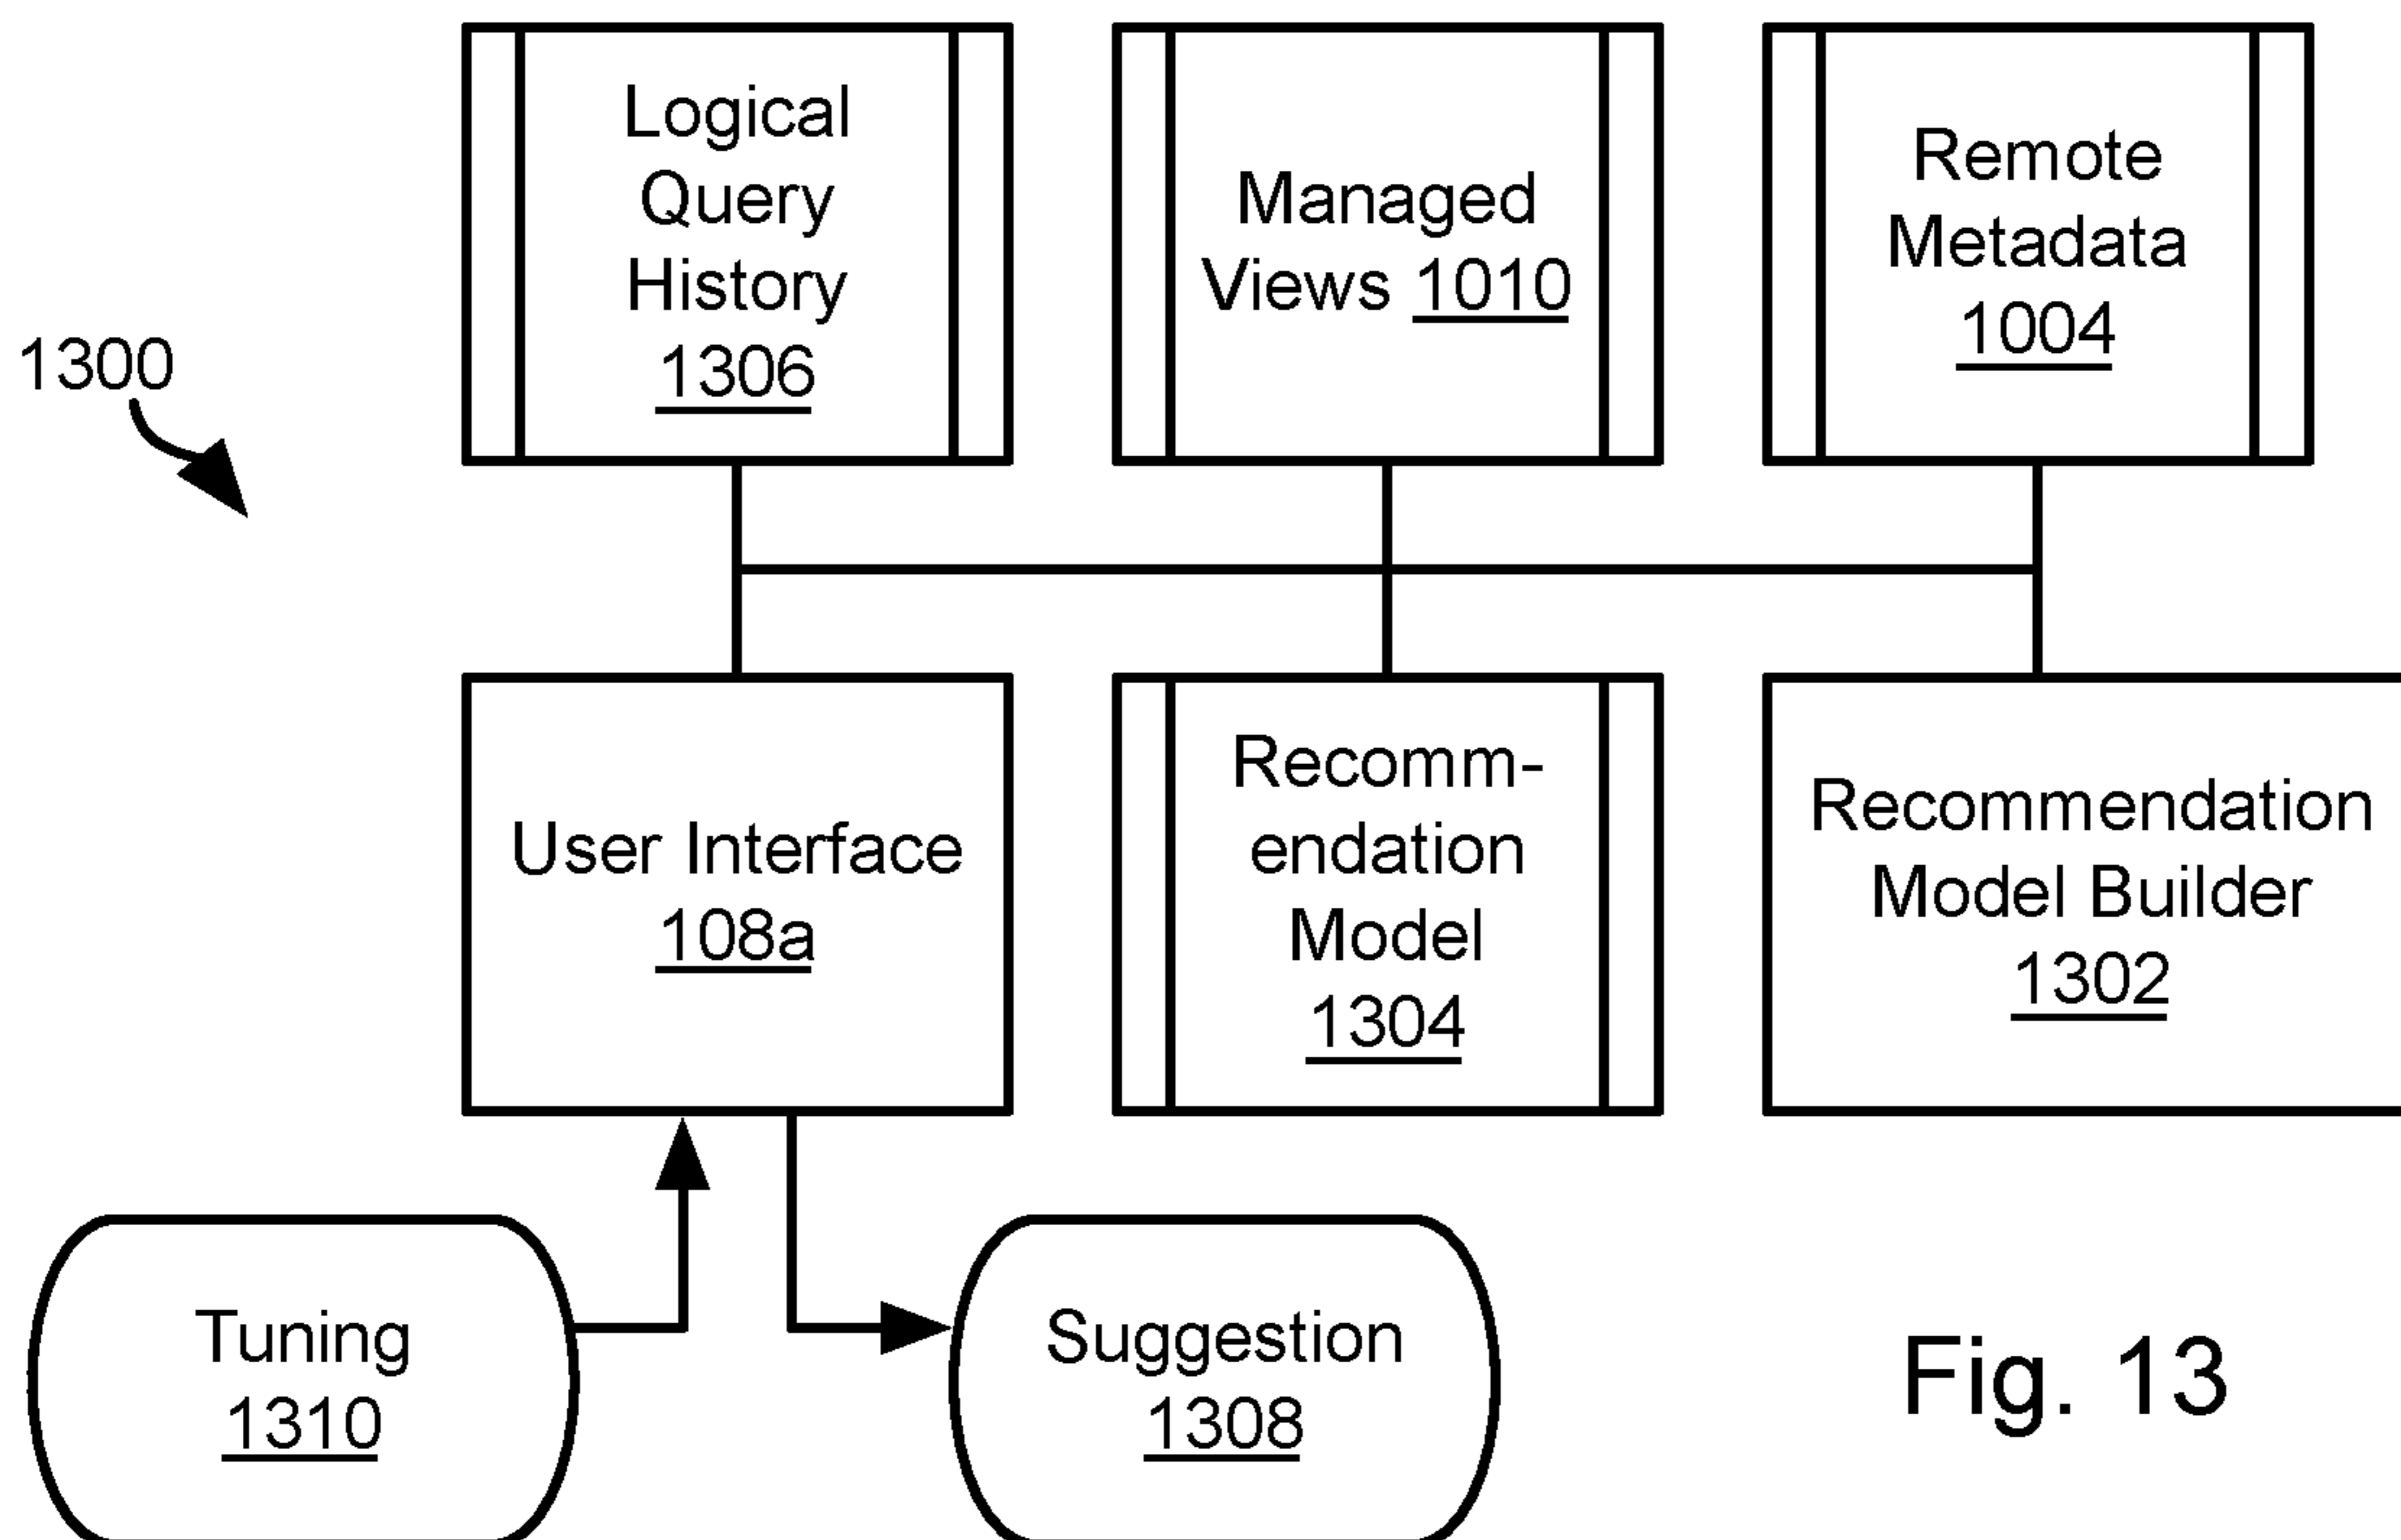 Logical
Query
History
1306
Managed
Views 1010
Remote
Metadata
1004
1300
User Interface
108a
Recomm-
endation
Model
1304
Recommendation
Model Builder
1302
Tuning
1310
Suggestion
1308
Fig. 13